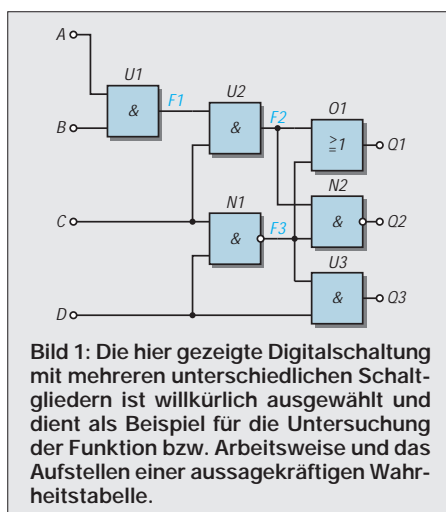 A
U1
&
F1
U2
&
F2
O1
≥1
Q1
B
N2
&
Q2
C
N1
&
F3
U3
&
Q3
D
Bild 1: Die hier gezeigte Digitalschaltung
mit mehreren unterschiedlichen Schalt-
gliedern ist willkürlich ausgewählt und
dient als Beispiel für die Untersuchung
der Funktion bzw. Arbeitsweise und das
Aufstellen einer aussagekräftigen Wahr-
heitstabelle.